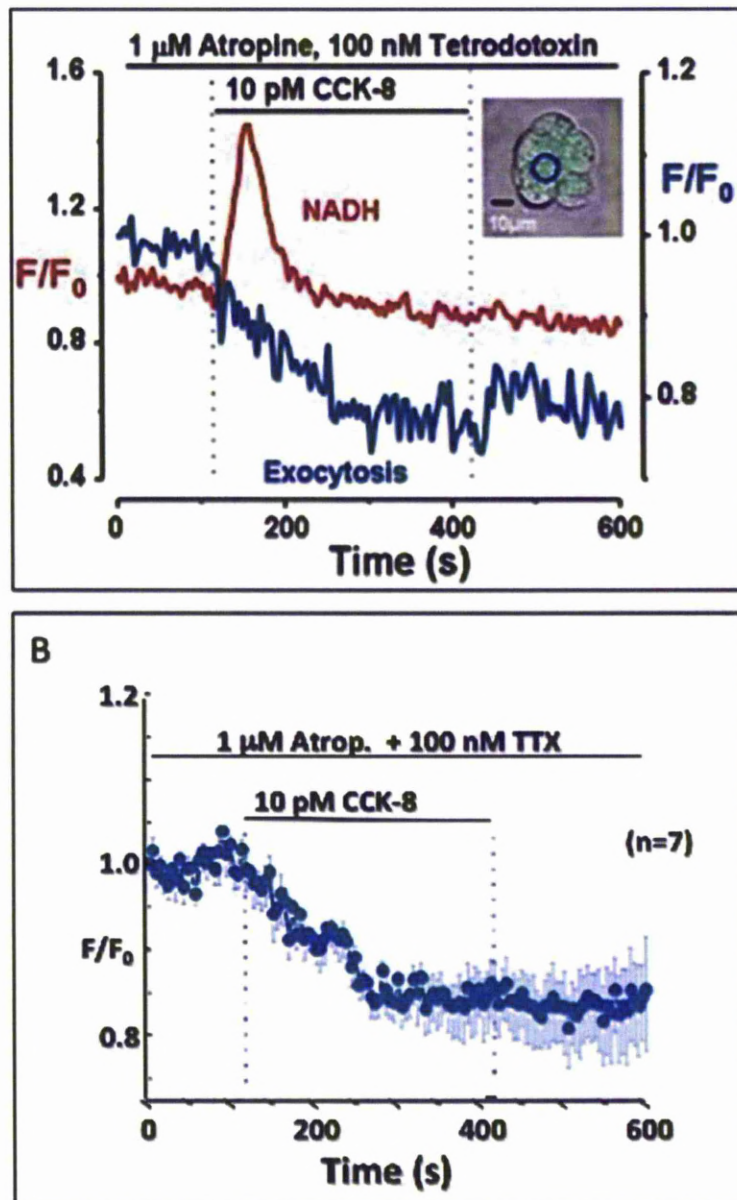 1 µM Atropine, 100 nM Tetrodotoxin
1.6
1.2
10 pM CCK-8
NADH
F/F0
10µm
1.2
1.0
F/F0
0.8
0.8
Exocytosis
0.4
0
200
400
600
Time (s)
B
1.2
1 µM Atrop. + 100 nM TTX
10 pM CCK-8
(n=7)
1.0
F/F0
0.8
0
200
400
600
Time (s)